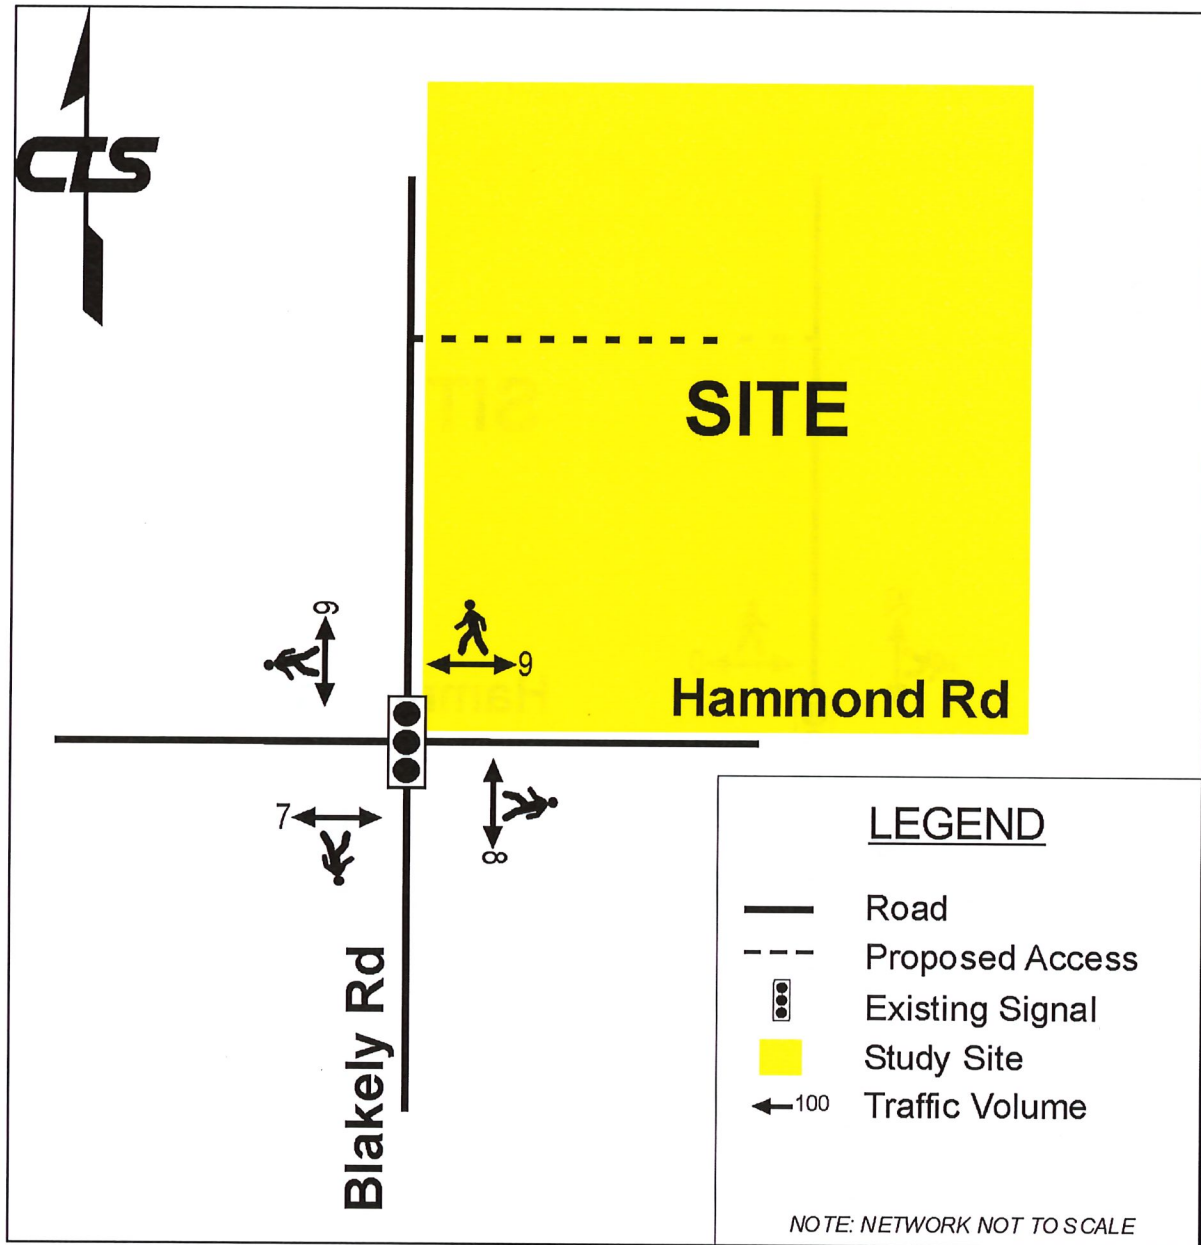 CTS
SITE
9
9
Hammond Rd
7
8
Blakely Rd
LEGEND
Road
Proposed Access
Existing Signal
Study Site
100 Traffic Volume
NOTE: NETWORK NOT TO SCALE